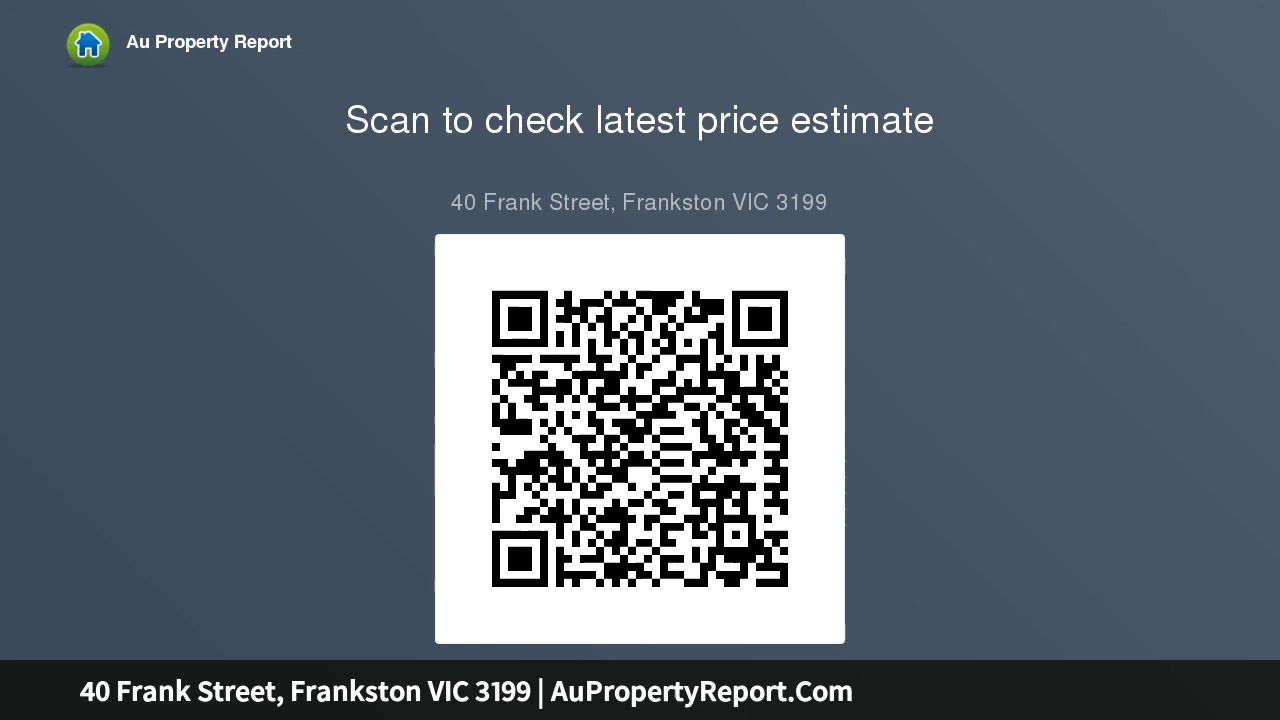 Au Property Report
Scan to check latest price estimate
40 Frank Street, Frankston VIC 3199
40 Frank Street, Frankston VIC 3199 | AuPropertyReport.Com